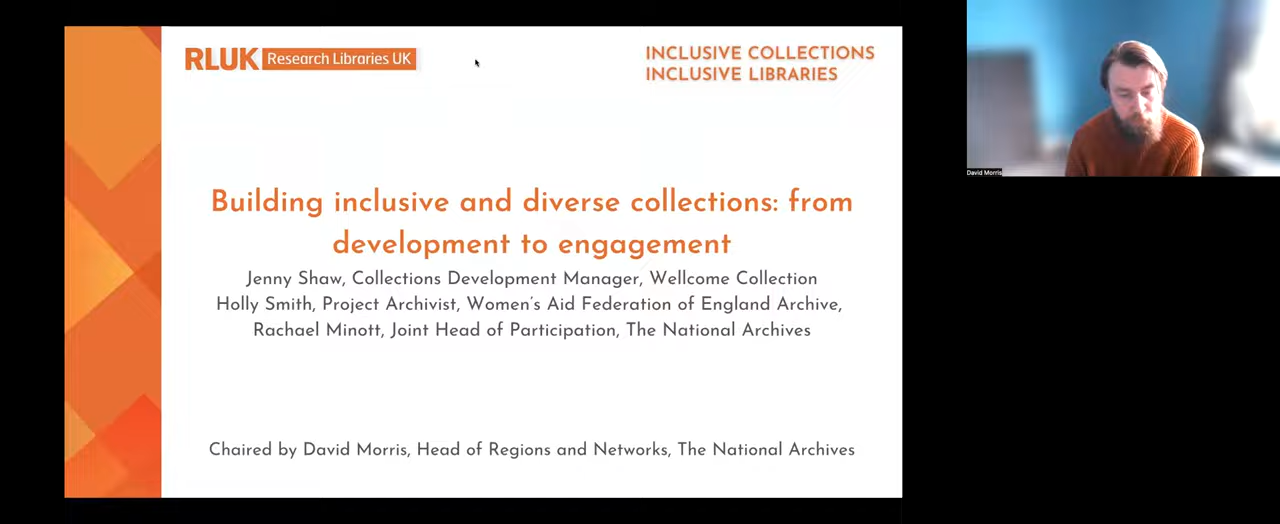 RLUK Research Libraries UK
INCLUSIVE COLLECTIONS
INCLUSIVE LIBRARIES
Building inclusive and diverse collections: from
development to engagement
Jenny Shaw, Collections Development Manager, Wellcome Collection
Holly Smith, Project Archivist, Women's Aid Federation of England Archive,
Rachael Minott, Joint Head of Participation, The National Archives
Chaired by David Morris, Head of Regions and Networks, The National Archives
David Morris